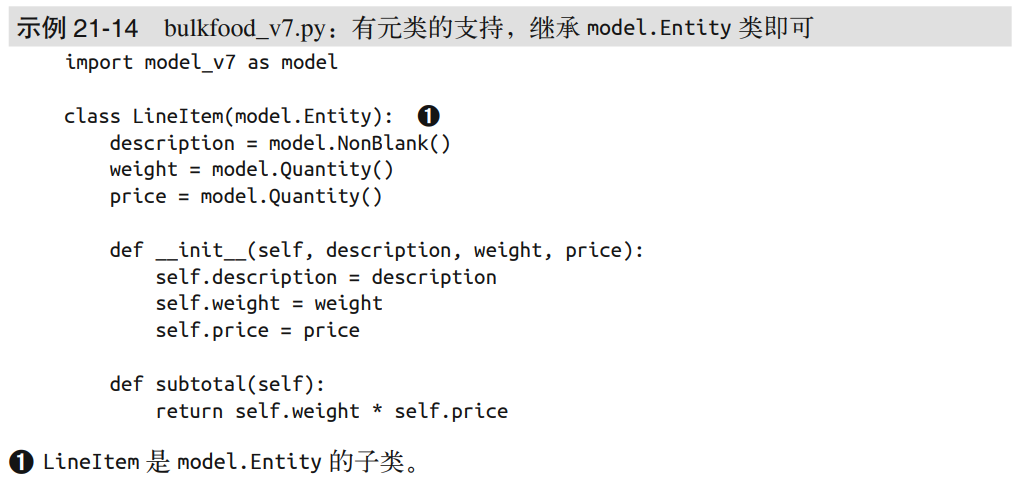 示例 21-14 bulkfood_v7.py：有元类的支持，继承 model.Entity 类即可
import model_v7 as model
class LineItem(model.Entity): ❶
description = model.NonBlank()
weight = model.Quantity()
price = model.Quantity()
def __init__(self, description, weight, price):
self.description = description
self.weight = weight
self.price = price
def subtotal(self):
return self.weight * self.price
❶ LineItem 是 model.Entity 的子类。